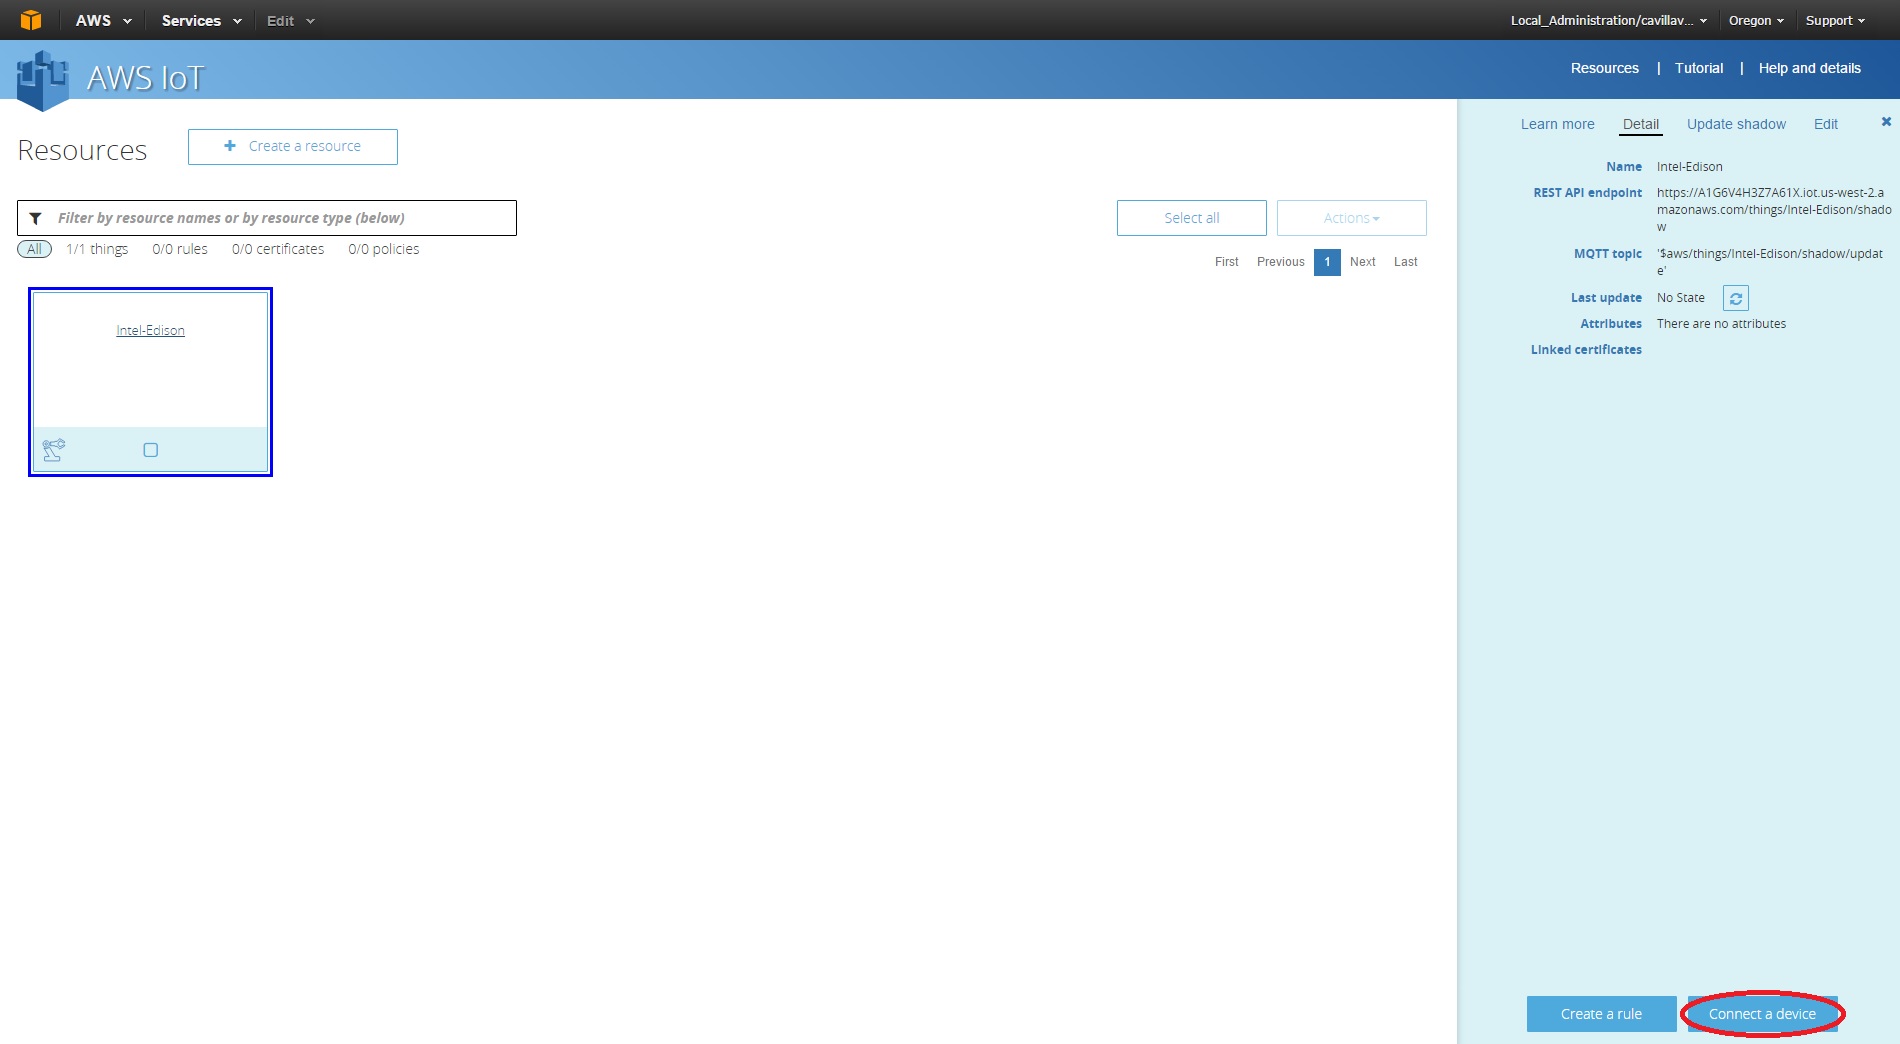 AWS Services Edit Local_Administration/cavillav... Oregon Support
AWS IoT
Resources | Tutorial | Help and details
Resources
+ Create a resource
Filter by resource names or by resource type (below)
All 1/1 things 0/0 rules 0/0 certificates 0/0 policies
Select all Actions
First Previous 1 Next Last
Intel-Edison
Learn more Detail Update shadow Edit
Name Intel-Edison
REST API endpoint https://A1G6V4H3Z7A61X.iot.us-west-2.a
mazonaws.com/things/Intel-Edison/shado
w
MQTT topic '$aws/things/Intel-Edison/shadow/updat
e'
Last update No State
Attributes There are no attributes
Linked certificates
Create a rule Connect a device